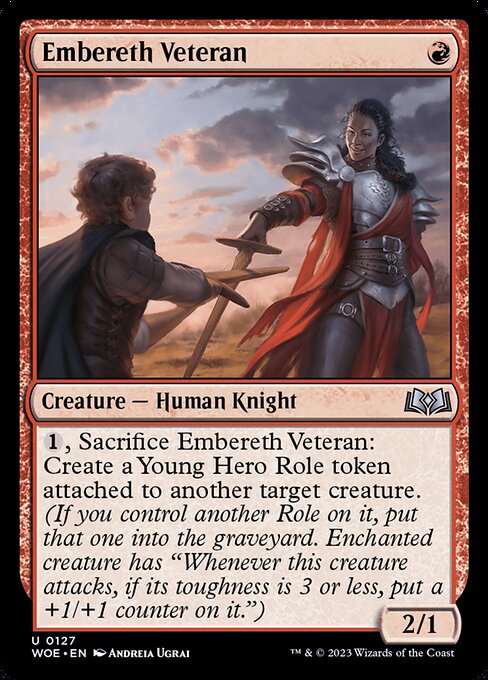 Embereth Veteran
Creature — Human Knight
1, Sacrifice Embereth Veteran:
Create a Young Hero Role token
attached to another target creature.
(If you control another Role on it, put
that one into the graveyard. Enchanted
creature has “Whenever this creature
attacks, if its toughness is 3 or less, put a
+1/+1 counter on it.”)
2/1
U 0127
WOE • EN Andreia Ugrai
™ & © 2023 Wizards of the Coast